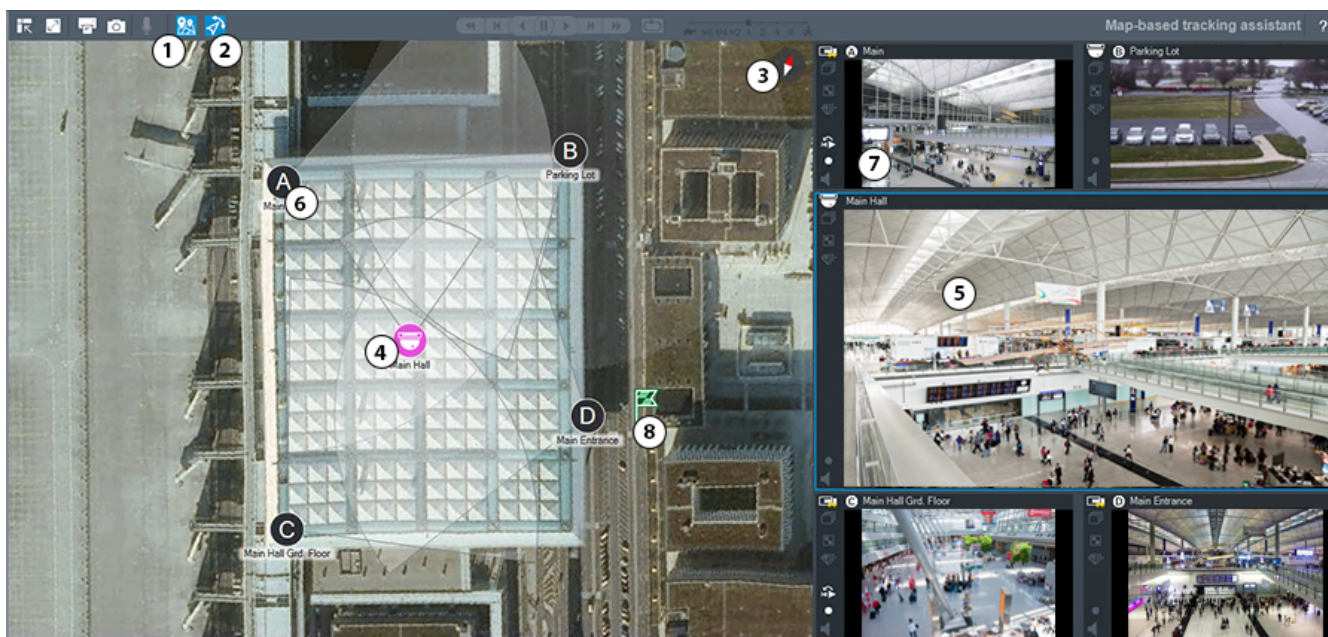 Map-based tracking assistant
?
1
2
3
A Main
B Parking Lot
B
Parking Lot
A
Main
6
7
Main Hall
5
4
Main Hall
D
Main Entrance
8
C
Main Hall Grd. Floor
C Main Hall Grd. Floor
D Main Entrance